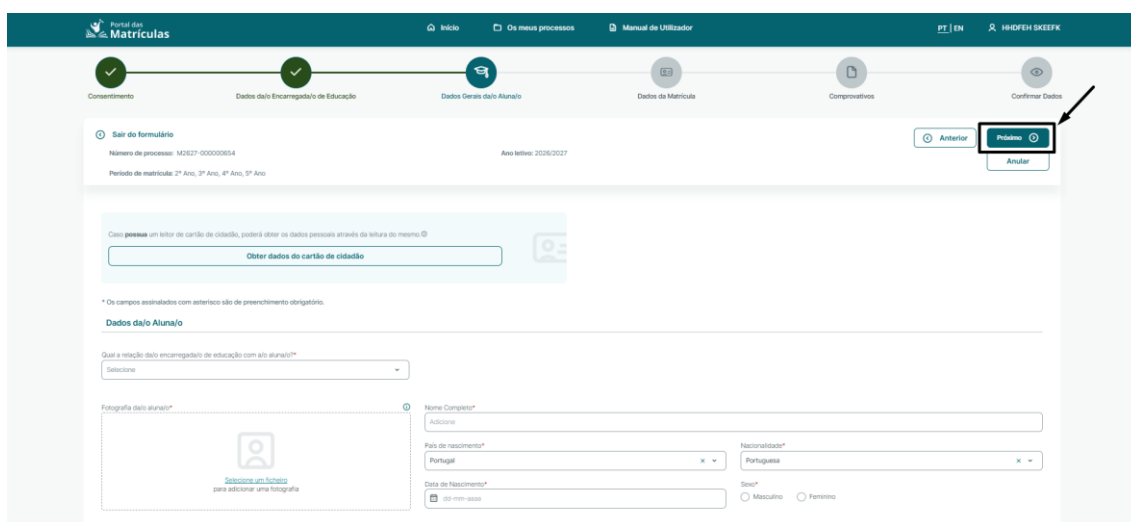 Portal das
Matrículas
Início
Os meus processos
Manual de Utilizador
PT | EN
HHDFEH SKEEFK
Consentimento
Dados da/o Encarregada/o de Educação
Dados Gerais da/o Aluna/o
Dados da Matrícula
Comprovativos
Confirmar Dados
Sair do formulário
Anterior
Próximo
Número de processo: M2627-000000654
Ano letivo: 2026/2027
Anular
Período de matrícula: 2º Ano, 3º Ano, 4º Ano, 5º Ano
Caso possua um leitor de cartão de cidadão, poderá obter os dados pessoais através da leitura do mesmo.
Obter dados do cartão de cidadão
* Os campos assinalados com asterisco são de preenchimento obrigatório.
Dados da/o Aluna/o
Qual a relação da/o encarregada/o de educação com a/o aluna/o?*
Selecione
Fotografia da/o aluna/o*
Nome Completo*
Adicione
País de nascimento*
Nacionalidade*
Portugal
Portuguesa
Selecione um ficheiro
para adicionar uma fotografia
Data de Nascimento*
Sexo*
dd-mm-aaaa
Masculino
Feminino